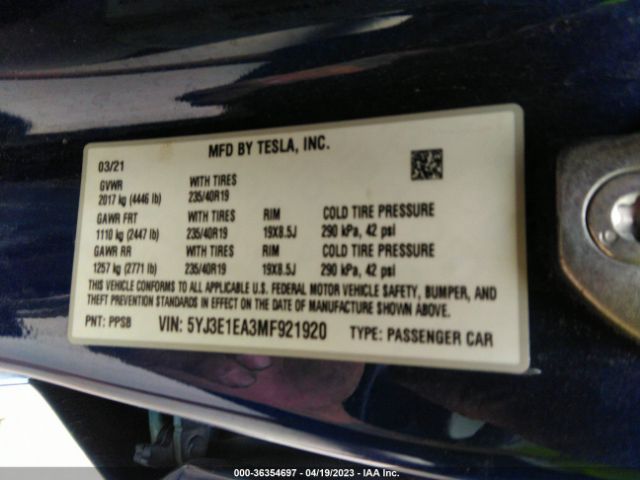 MFD BY TESLA, INC.
03/21
GVWR WITH TIRES
2017 kg (4446 lb) 235/40R19
GAWR FRT WITH TIRES RIM COLD TIRE PRESSURE
1110 kg (2447 lb) 235/40R19 19X8.5J 290 kPa, 42 psi
GAWR RR WITH TIRES RIM COLD TIRE PRESSURE
1257 kg (2771 lb) 235/40R19 19X8.5J 290 kPa, 42 psi
THIS VEHICLE CONFORMS TO ALL APPLICABLE U.S. FEDERAL MOTOR VEHICLE SAFETY, BUMPER, AND
THEFT PREVENTION STANDARDS IN EFFECT ON THE DATE OF MANUFACTURE SHOWN ABOVE.
PNT: PPSB VIN: 5YJ3E1EA3MF921920 TYPE: PASSENGER CAR
000-36354697 - 04/19/2023 - IAA Inc.